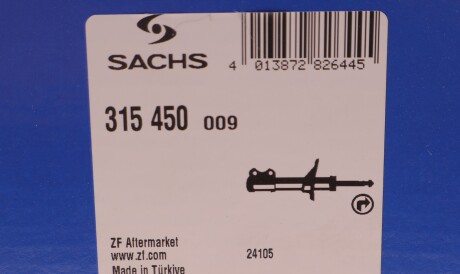 SACHS
4 013872 826445
315 450 009
ZF Aftermarket
www.zf.com 24105
Made in Türkiye